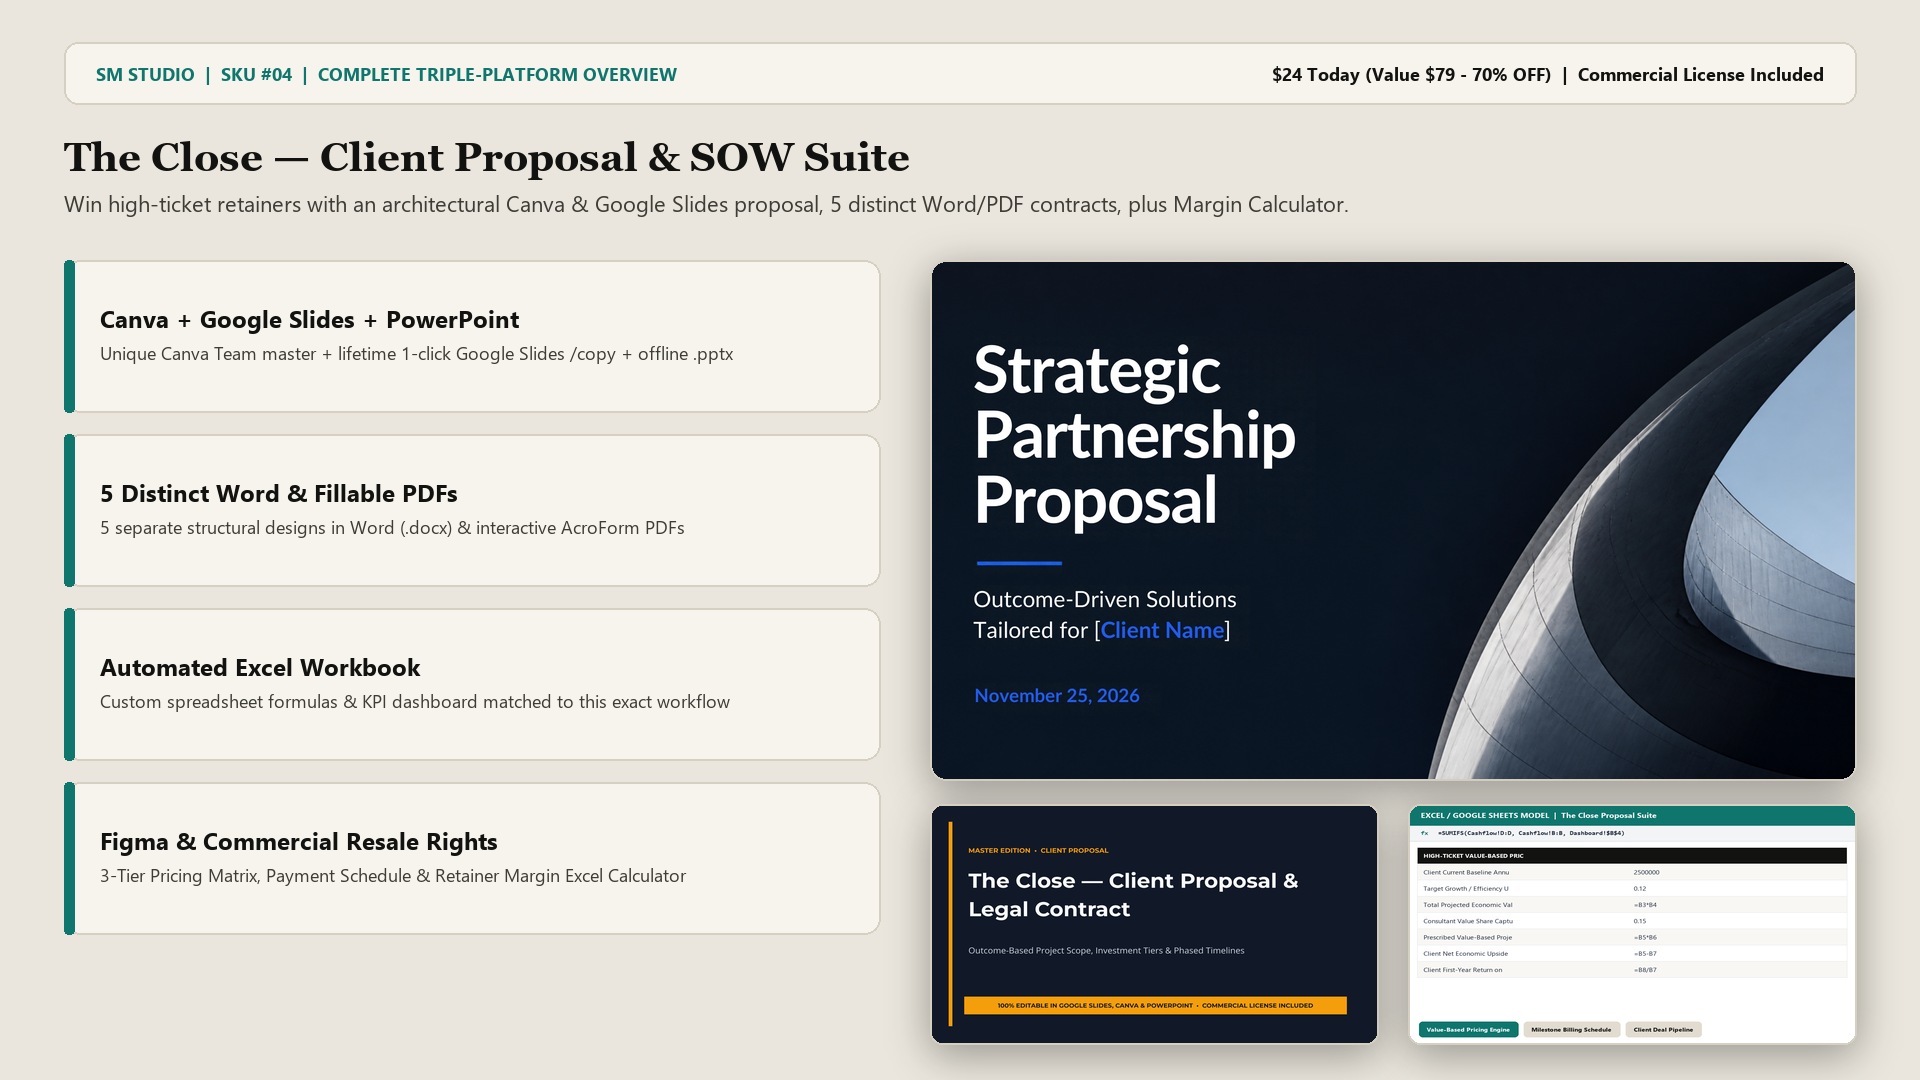 SM STUDIO | SKU #04 | COMPLETE TRIPLE-PLATFORM OVERVIEW
$24 Today (Value $79 - 70% OFF) | Commercial License Included
The Close — Client Proposal & SOW Suite
Win high-ticket retainers with an architectural Canva & Google Slides proposal, 5 distinct Word/PDF contracts, plus Margin Calculator.
Canva + Google Slides + PowerPoint
Unique Canva Team master + lifetime 1-click Google Slides /copy + offline .pptx
5 Distinct Word & Fillable PDFs
5 separate structural designs in Word (.docx) & interactive AcroForm PDFs
Automated Excel Workbook
Custom spreadsheet formulas & KPI dashboard matched to this exact workflow
Figma & Commercial Resale Rights
3-Tier Pricing Matrix, Payment Schedule & Retainer Margin Excel Calculator
Strategic
Partnership
Proposal
Outcome-Driven Solutions
Tailored for [Client Name]
November 25, 2026
MASTER EDITION • CLIENT PROPOSAL
The Close — Client Proposal &
Legal Contract
Outcome-Based Project Scope, Investment Tiers & Phased Timelines
100% EDITABLE IN GOOGLE SLIDES, CANVA & POWERPOINT • COMMERCIAL LICENSE INCLUDED
EXCEL / GOOGLE SHEETS MODEL | The Close Proposal Suite
fx =SUMIFS(Cashflow!D:D, Cashflow!B:B, Dashboard!$B$4)
HIGH-TICKET VALUE-BASED PRIC
Client Current Baseline Annu 2500000
Target Growth / Efficiency U 0.12
Total Projected Economic Val =B3*B4
Consultant Value Share Captu 0.15
Prescribed Value-Based Proje =B5*B6
Client Net Economic Upside =B5-B7
Client First-Year Return on =B8/B7
Value-Based Pricing Engine
Milestone Billing Schedule
Client Deal Pipeline